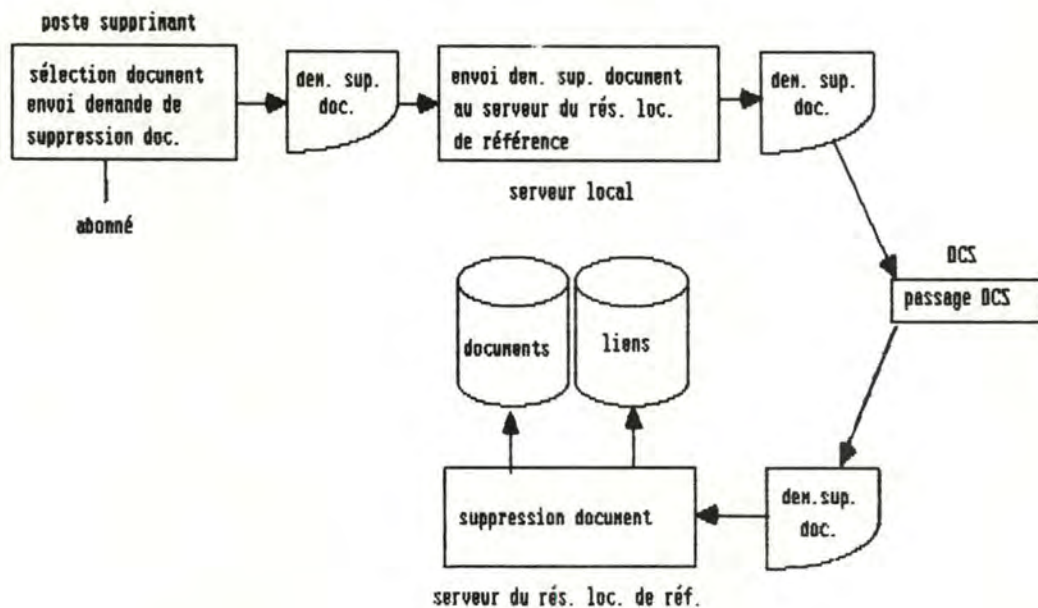 poste supprimant
sélection document
envoi demande de
suppression doc.
abonné
dem. sup.
doc.
envoi dem. sup. document
au serveur du rés. loc.
de référence
serveur local
dem. sup.
doc.
DCS
passage DCS
documents
liens
dem.sup.
doc.
suppression document
serveur du rés. loc. de réf.